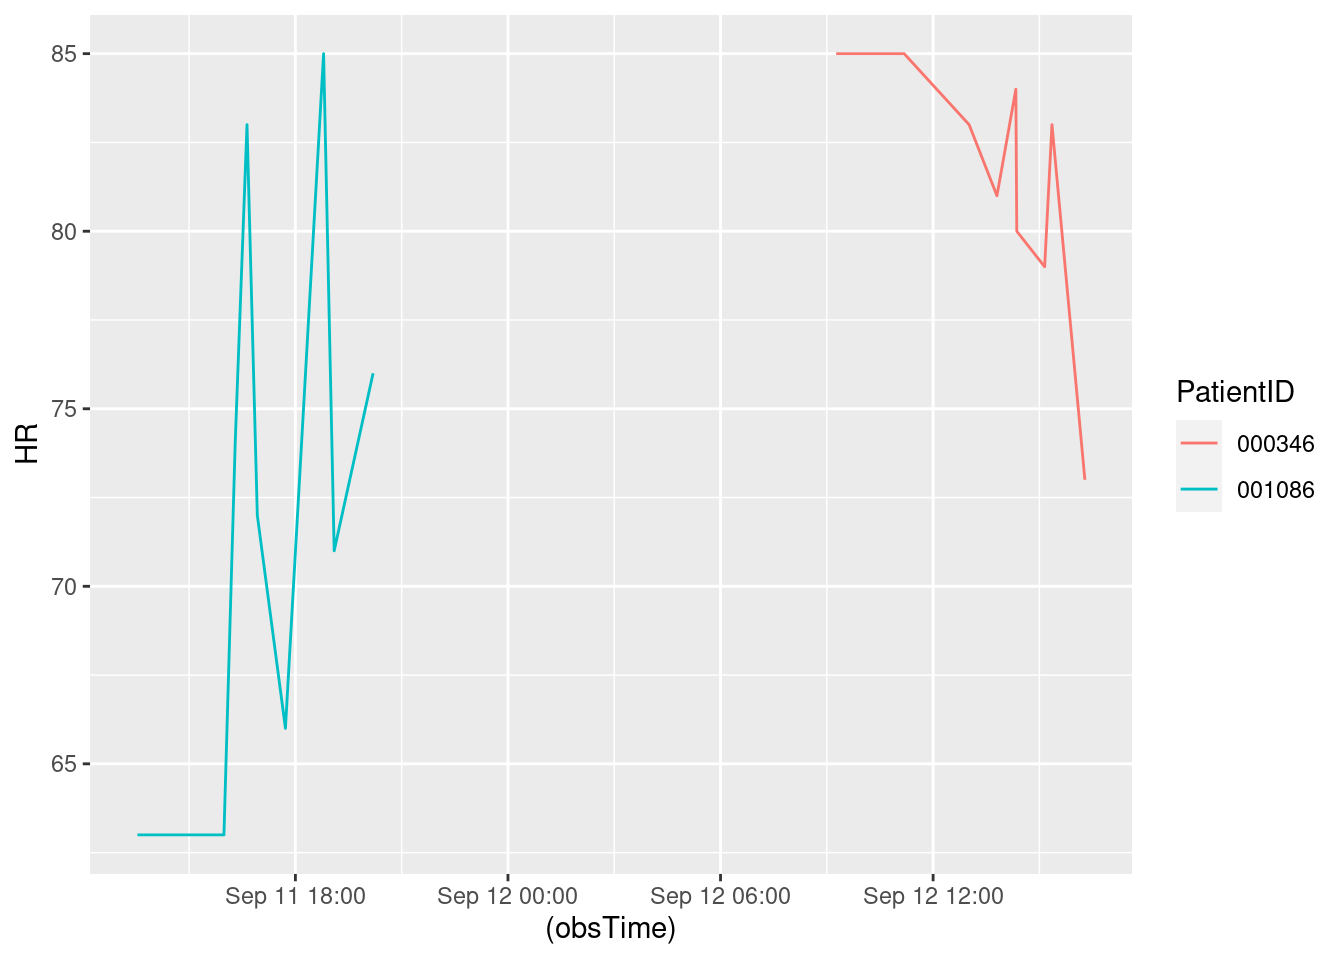 85
80
75
70
65
HR
Sep 11 18:00
Sep 12 00:00
Sep 12 06:00
Sep 12 12:00
(obsTime)
PatientID
000346
001086